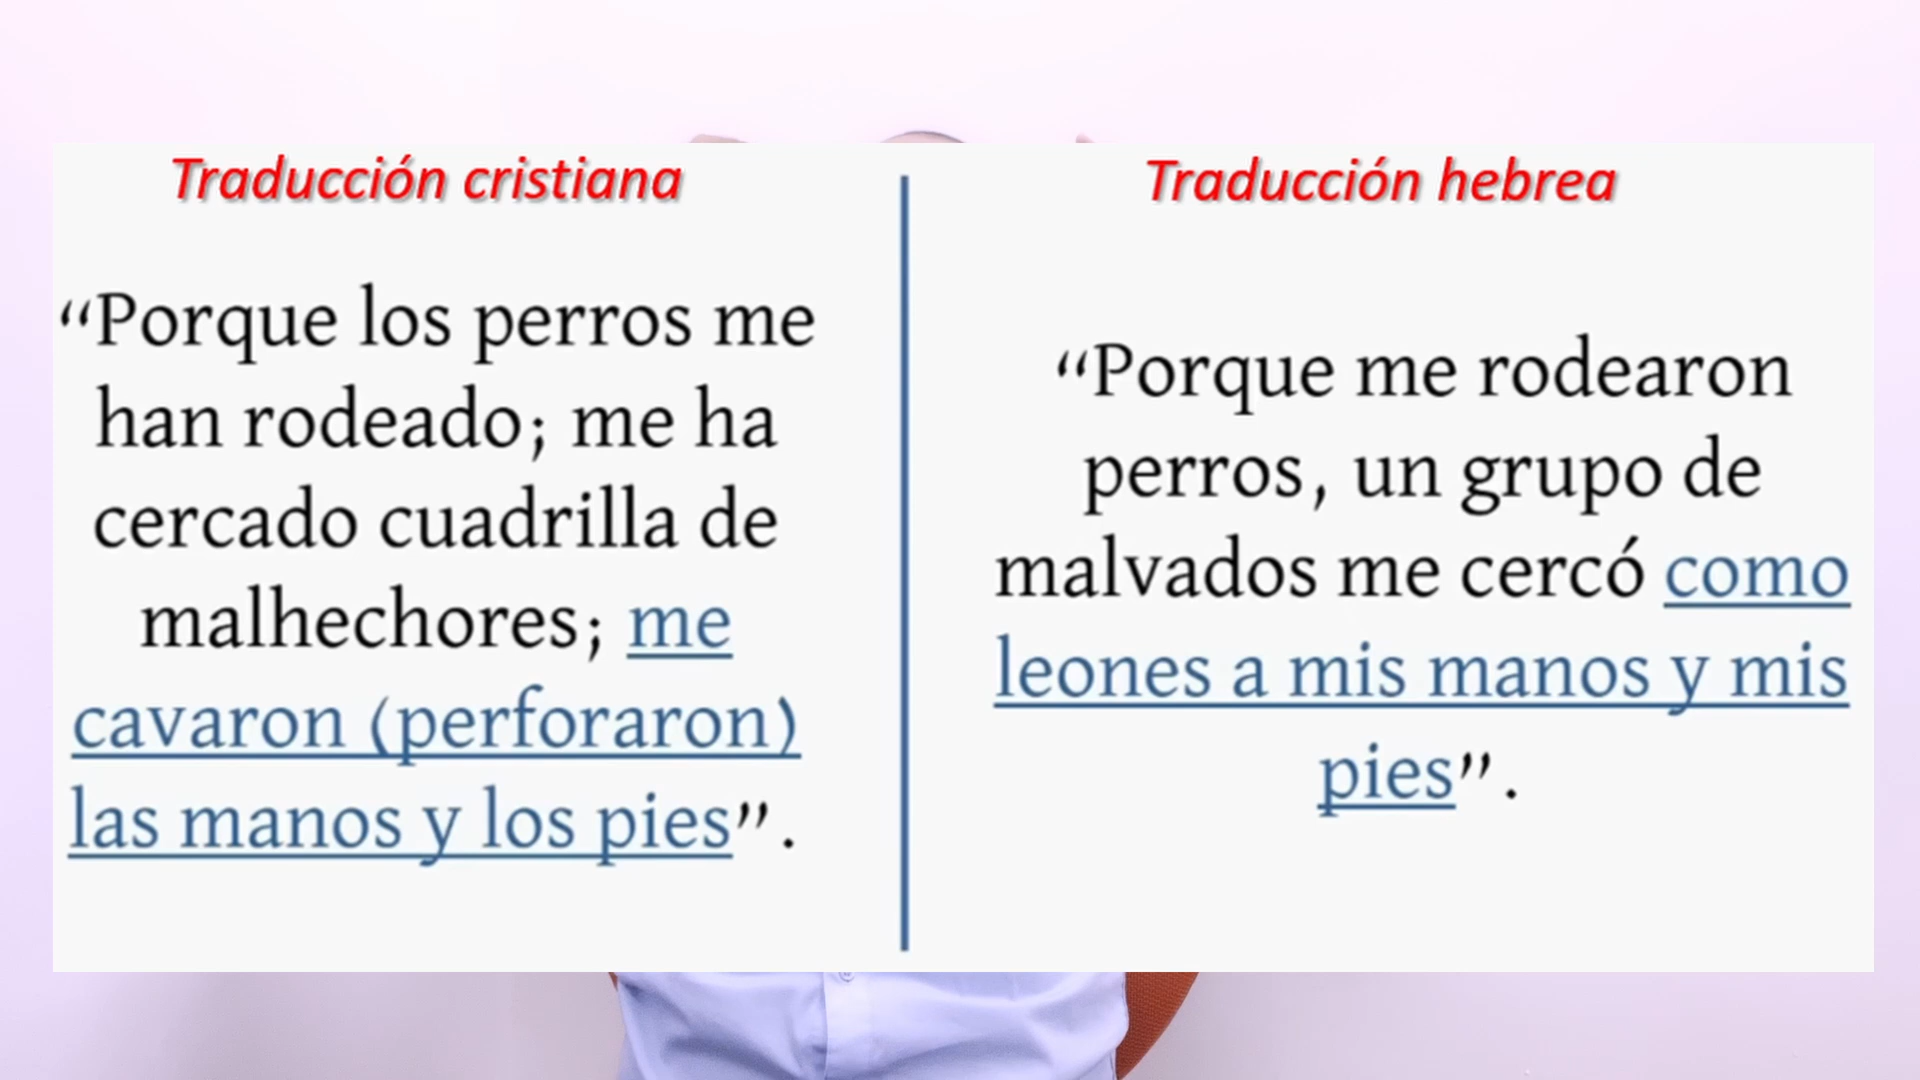 Traducción cristiana
“Porque los perros me
han rodeado; me ha
cercado cuadrilla de
malhechores; me
cavaron (perforaron)
las manos y los pies”.
Traducción hebrea
“Porque me rodearon
perros, un grupo de
malvados me cercó como
leones a mis manos y mis
pies”.